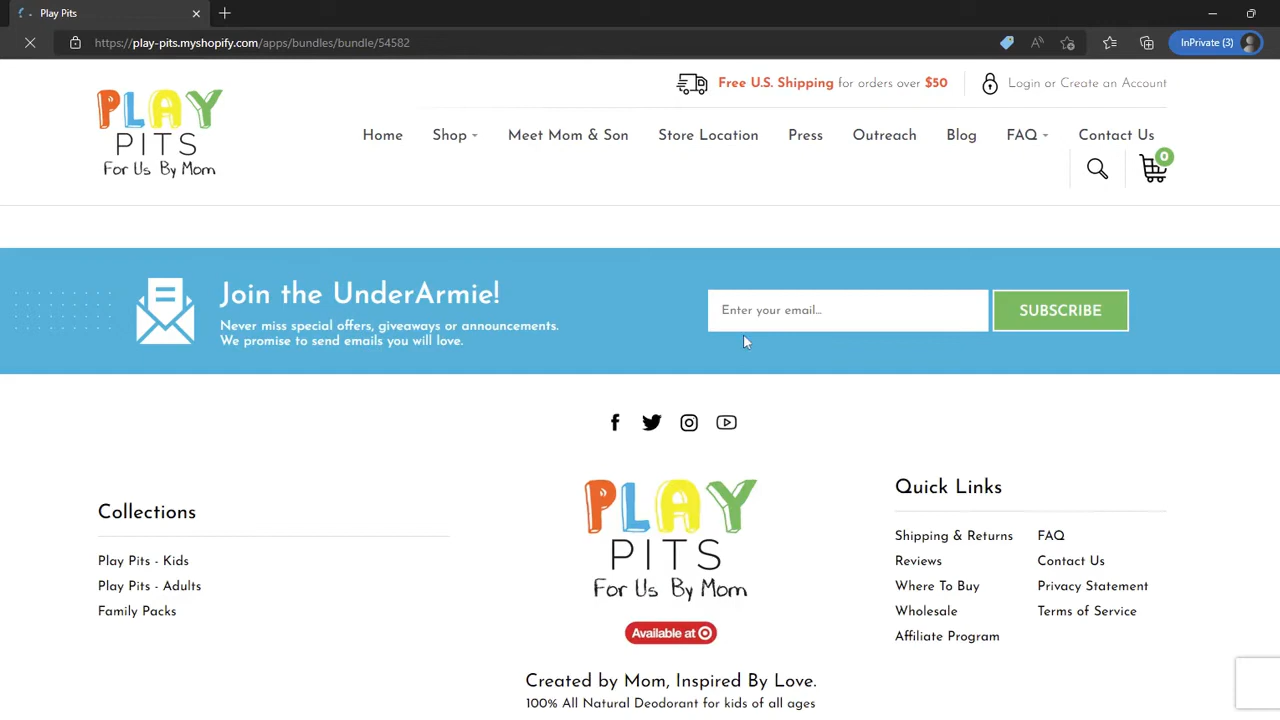 Play Pits
https://play-pits.myshopify.com/apps/bundles/bundle/54582
InPrivate (3)
Free U.S. Shipping for orders over $50
Login or Create an Account
PLAY
PITS
For Us By Mom
Home
Shop
Meet Mom & Son
Store Location
Press
Outreach
Blog
FAQ
Contact Us
0
Join the UnderArmie!
Never miss special offers, giveaways or announcements.
We promise to send emails you will love.
Enter your email...
SUBSCRIBE
Collections
Play Pits - Kids
Play Pits - Adults
Family Packs
PLAY
PITS
For Us By Mom
Available at
Created by Mom, Inspired By Love.
100% All Natural Deodorant for kids of all ages
Quick Links
Shipping & Returns
Reviews
Where To Buy
Wholesale
Affiliate Program
FAQ
Contact Us
Privacy Statement
Terms of Service